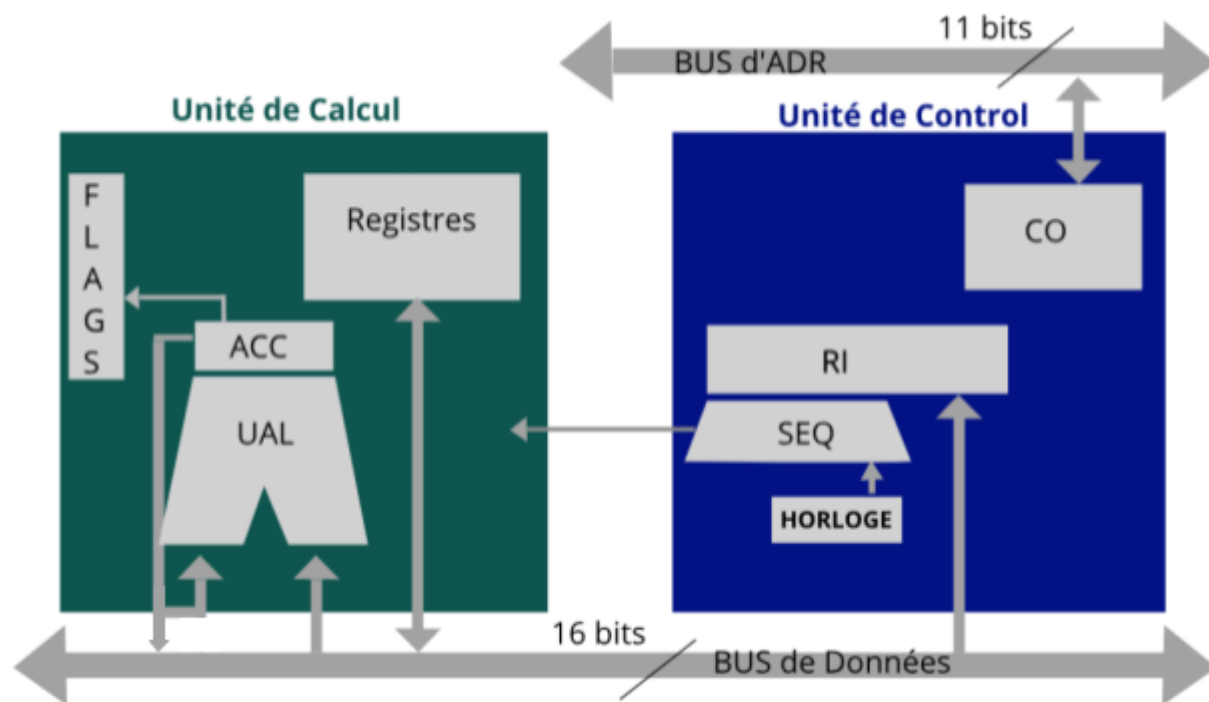 11 bits
BUS d'ADR
Unité de Calcul
Unité de Control
F
L
A
G
S
Registres
CO
ACC
RI
UAL
SEQ
HORLOGE
16 bits
BUS de Données